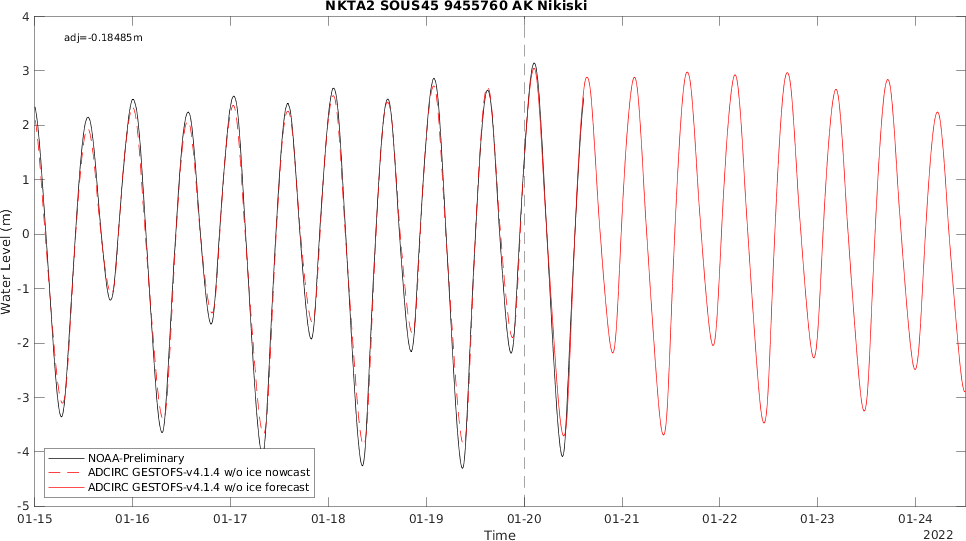 NKTA2 SOUS45 9455760 AK Nikiski
adj=-0.18485m
4
3
2
1
0
-1
-2
-3
-4
-5
Water Level (m)
NOAA-Preliminary
ADCIRC GESTOFS-v4.1.4 w/o ice nowcast
ADCIRC GESTOFS-v4.1.4 w/o ice forecast
01-15 01-16 01-17 01-18 01-19 01-20 01-21 01-22 01-23 01-24
Time
2022